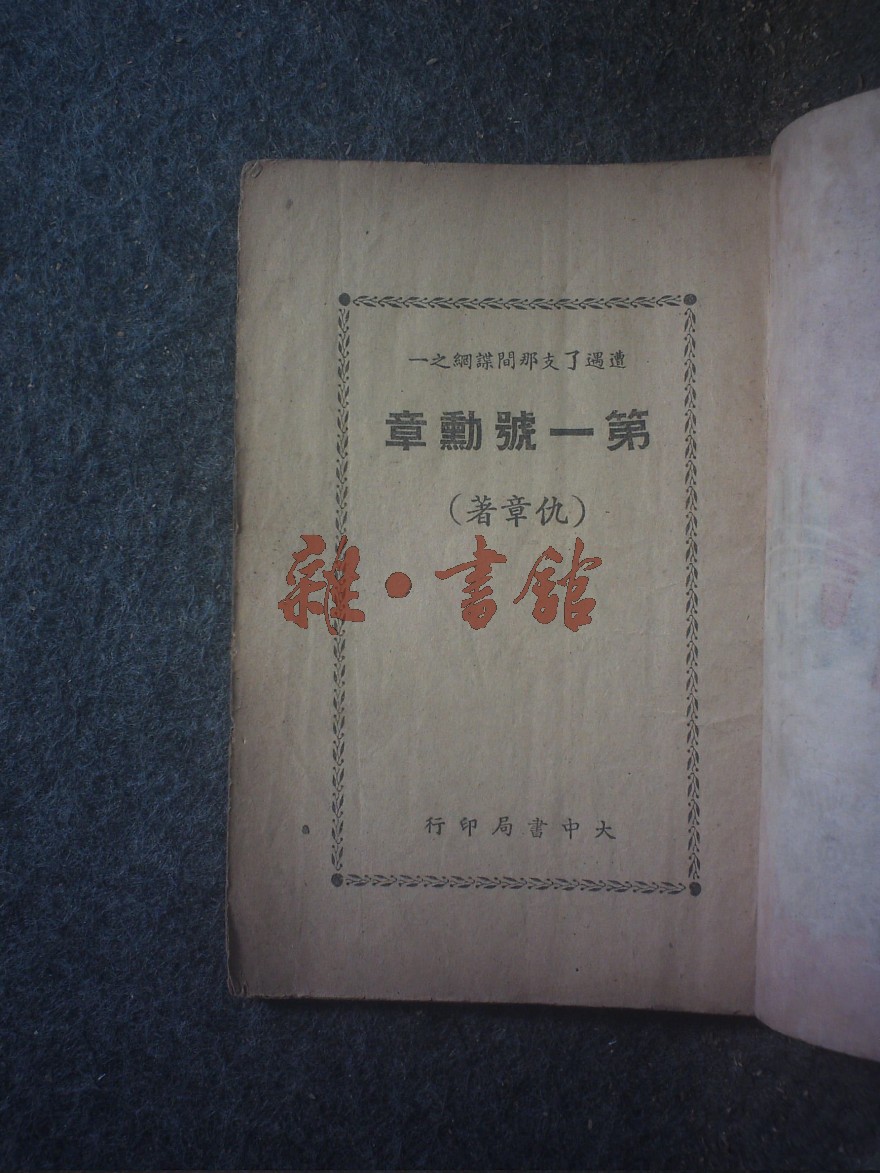 遭遇了支那間諜網之一
第一號勳章
(仇章著)
雜·書館
大中書局印行